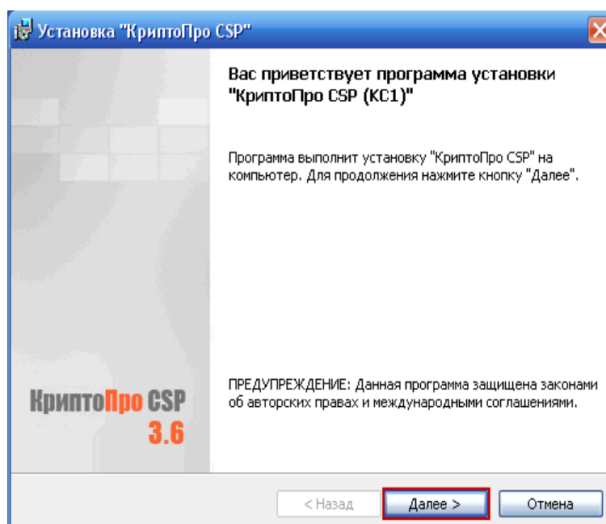 Установка "КриптоПро CSP"
Вас приветствует программа установки
"КриптоПро CSP (KC1)"
Программа выполнит установку "КриптоПро CSP" на
компьютер. Для продолжения нажмите кнопку "Далее".
КриптоПро CSP
3.6
ПРЕДУПРЕЖДЕНИЕ: Данная программа защищена законами
об авторских правах и международными соглашениями.
< Назад
Далее >
Отмена